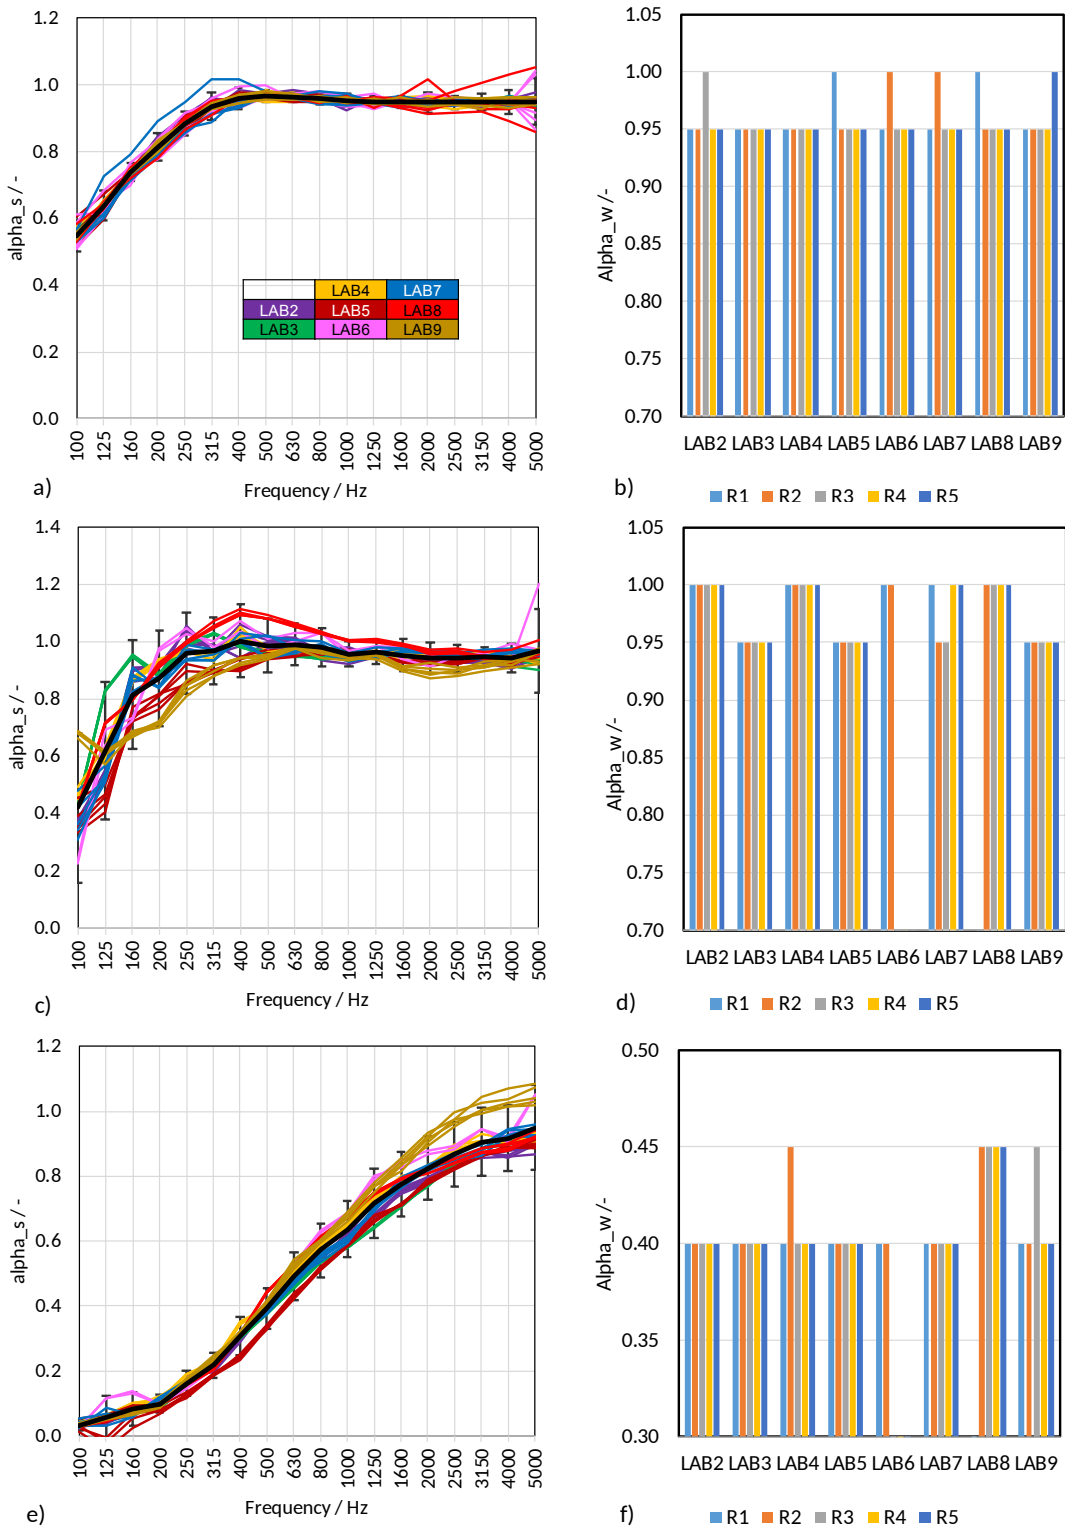 1.2
1.0
0.8
0.6
0.4
0.2
0.0
alpha_s / -
LAB4 LAB7
LAB2 LAB5 LAB8
LAB3 LAB6 LAB9
100 125 160 200 250 315 400 500 630 800 1000 1250 1600 2000 2500 3150 4000 5000
Frequency / Hz
a)
1.05
1.00
0.95
0.90
0.85
0.80
0.75
0.70
Alpha_w /-
LAB2 LAB3 LAB4 LAB5 LAB6 LAB7 LAB8 LAB9
R1 R2 R3 R4 R5
b)
1.4
1.2
1.0
0.8
0.6
0.4
0.2
0.0
alpha_s / -
100 125 160 200 250 315 400 500 630 800 1000 1250 1600 2000 2500 3150 4000 5000
Frequency / Hz
c)
1.05
1.00
0.95
0.90
0.85
0.80
0.75
0.70
Alpha_w /-
LAB2 LAB3 LAB4 LAB5 LAB6 LAB7 LAB8 LAB9
R1 R2 R3 R4 R5
d)
1.2
1.0
0.8
0.6
0.4
0.2
0.0
alpha_s / -
100 125 160 200 250 315 400 500 630 800 1000 1250 1600 2000 2500 3150 4000 5000
Frequency / Hz
e)
0.50
0.45
0.40
0.35
0.30
Alpha_w /-
LAB2 LAB3 LAB4 LAB5 LAB6 LAB7 LAB8 LAB9
R1 R2 R3 R4 R5
f)